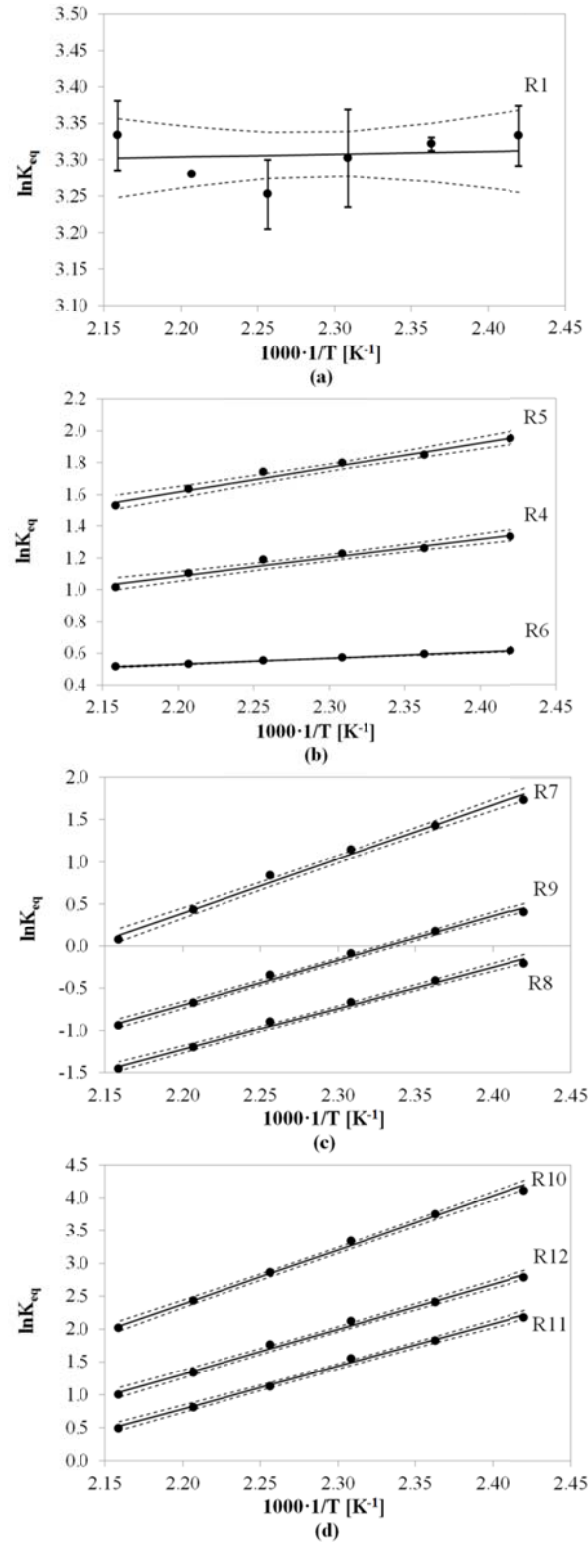 3.50
3.45
3.40
3.35
3.30
3.25
3.20
3.15
3.10
lnKeq
R1
2.15 2.20 2.25 2.30 2.35 2.40 2.45
1000·1/T [K-1]
(a)
2.2
2.0
1.8
1.6
1.4
1.2
1.0
0.8
0.6
0.4
lnKeq
R5
R4
R6
2.15 2.20 2.25 2.30 2.35 2.40 2.45
1000·1/T [K-1]
(b)
2.0
1.5
1.0
0.5
0.0
-0.5
-1.0
-1.5
lnKeq
R7
R9
R8
2.15 2.20 2.25 2.30 2.35 2.40 2.45
1000·1/T [K-1]
(c)
4.5
4.0
3.5
3.0
2.5
2.0
1.5
1.0
0.5
0.0
lnKeq
R10
R12
R11
2.15 2.20 2.25 2.30 2.35 2.40 2.45
1000·1/T [K-1]
(d)